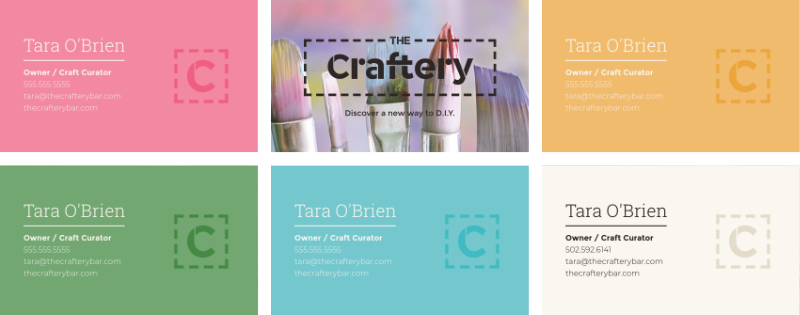 Tara O'Brien
Owner / Craft Curator
555.555.5555
tara@thecrafterybar.com
thecrafterybar.com
C
THE
Craftery
Discover a new way to D.I.Y.
Tara O'Brien
Owner / Craft Curator
555.555.5555
tara@thecrafterybar.com
thecrafterybar.com
C
Tara O'Brien
Owner / Craft Curator
555.555.5555
tara@thecrafterybar.com
thecrafterybar.com
C
Tara O'Brien
Owner / Craft Curator
555.555.5555
tara@thecrafterybar.com
thecrafterybar.com
C
Tara O'Brien
Owner / Craft Curator
502.592.6141
tara@thecrafterybar.com
thecrafterybar.com
C